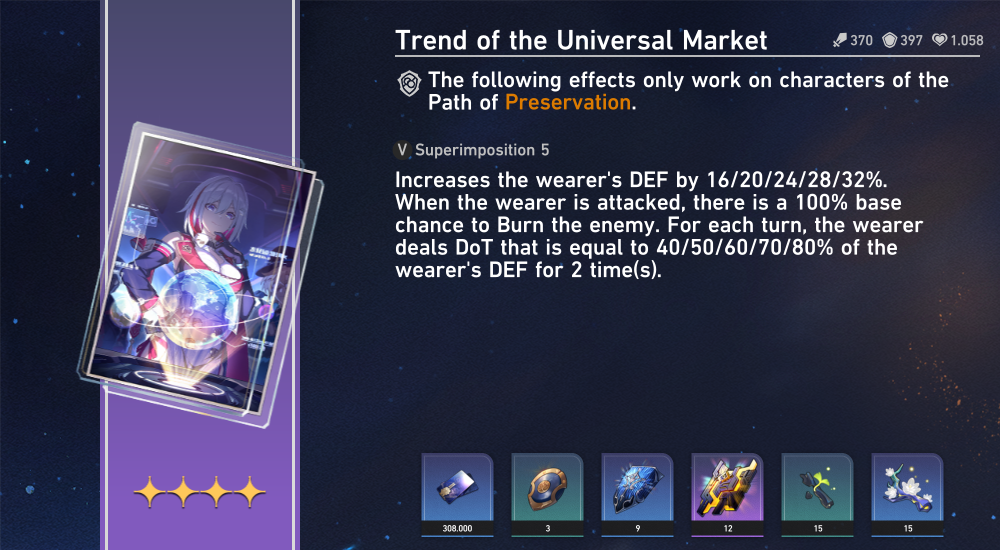 Trend of the Universal Market
370 397 1.058
The following effects only work on characters of the
Path of Preservation.
V Superimposition 5
Increases the wearer's DEF by 16/20/24/28/32%.
When the wearer is attacked, there is a 100% base
chance to Burn the enemy. For each turn, the wearer
deals DoT that is equal to 40/50/60/70/80% of the
wearer's DEF for 2 time(s).
308.000 3 9 12 15 15